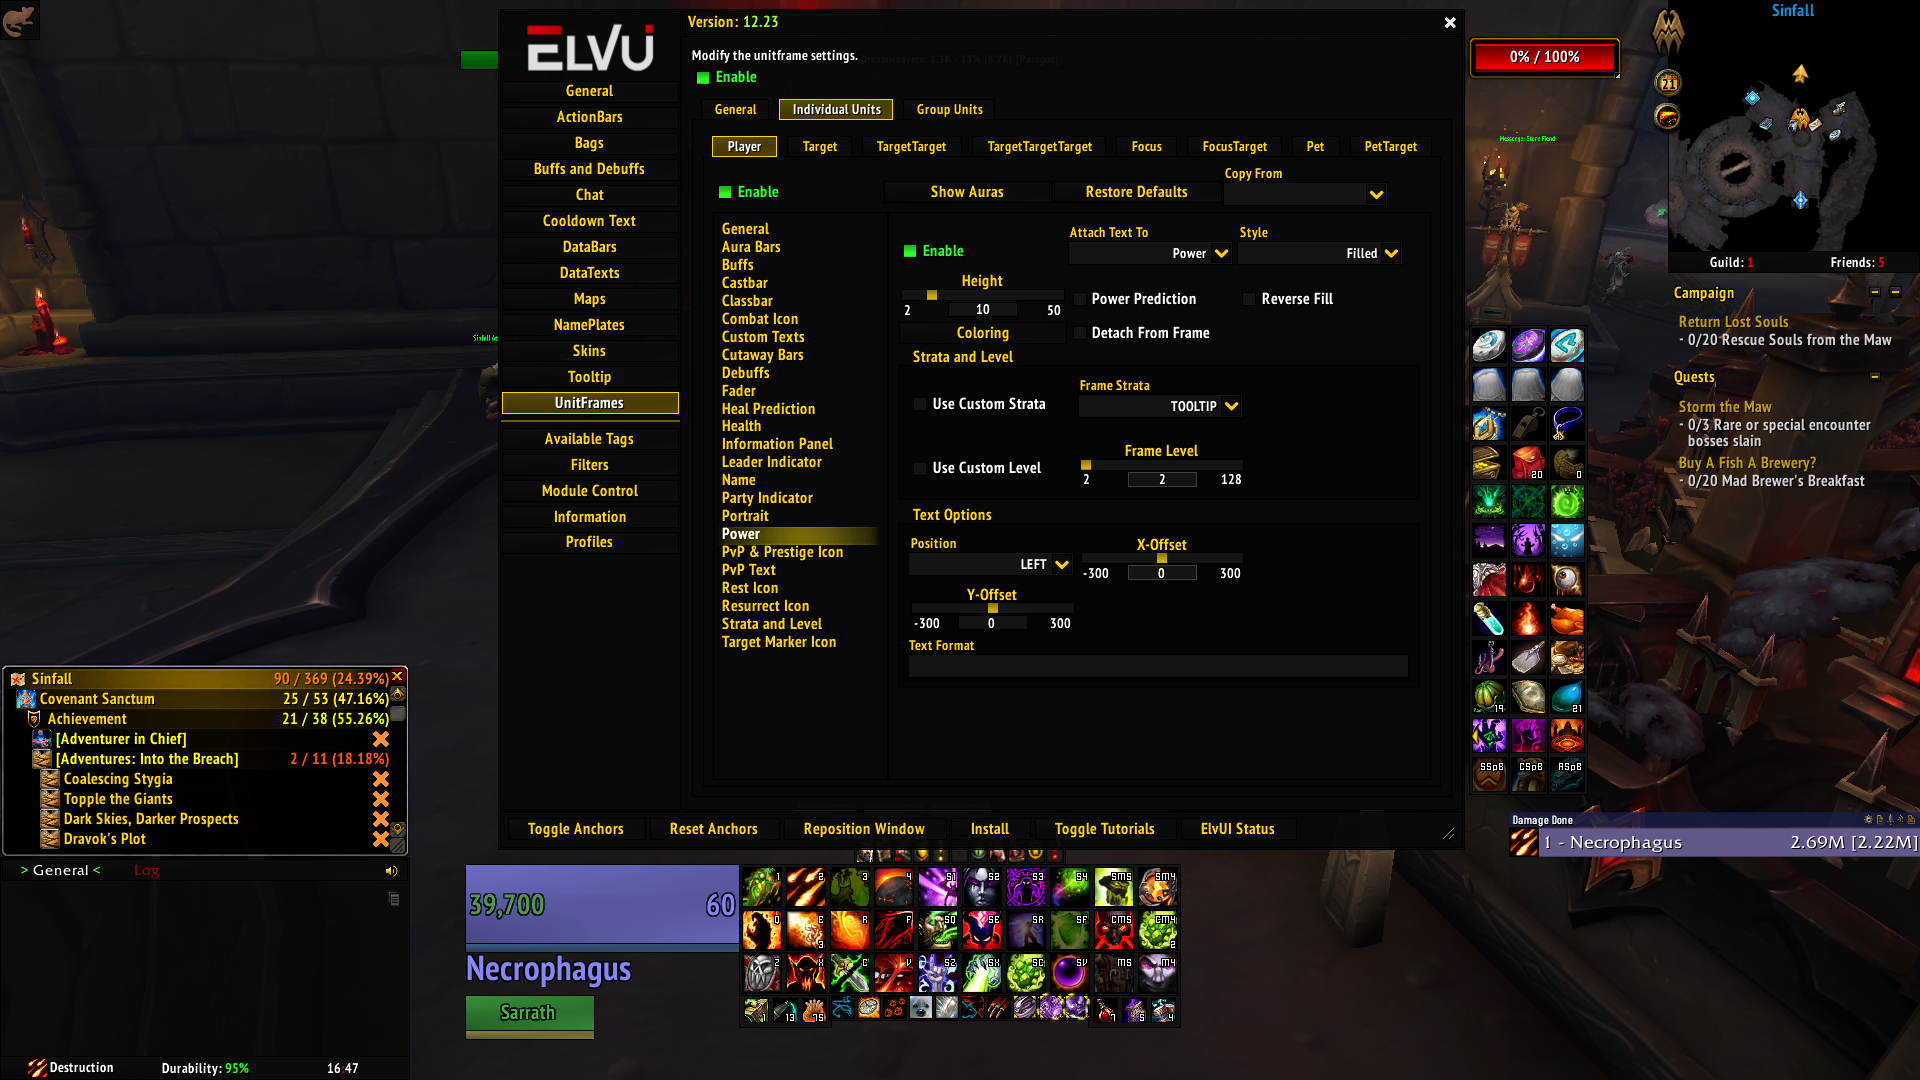 Version: 12.23
Modify the unitframe settings.
Enable
General
Individual Units
Group Units
Player
Target
TargetTarget
TargetTargetTarget
Focus
FocusTarget
Pet
PetTarget
Enable
Show Auras
Restore Defaults
Copy From
ELVUI
General
ActionBars
Bags
Buffs and Debuffs
Chat
Cooldown Text
DataBars
DataTexts
Maps
NamePlates
Skins
Tooltip
UnitFrames
Available Tags
Filters
Module Control
Information
Profiles
General
Aura Bars
Buffs
Castbar
Classbar
Combat Icon
Custom Texts
Cutaway Bars
Debuffs
Fader
Heal Prediction
Health
Information Panel
Leader Indicator
Name
Party Indicator
Portrait
Power
PvP & Prestige Icon
PvP Text
Rest Icon
Resurrect Icon
Strata and Level
Target Marker Icon
Enable
Attach Text To
Power
Style
Filled
Height
2 10 50
Power Prediction
Reverse Fill
Coloring
Detach From Frame
Strata and Level
Use Custom Strata
Frame Strata
TOOLTIP
Use Custom Level
Frame Level
2 2 128
Text Options
Position
LEFT
X-Offset
-300 0 300
Y-Offset
-300 0 300
Text Format
Toggle Anchors
Reset Anchors
Reposition Window
Install
Toggle Tutorials
ElvUI Status
Sinfall
0% / 100%
21
Guild: 1
Friends: 5
Campaign
Return Lost Souls
- 0/20 Rescue Souls from the Maw
Quests
Storm the Maw
- 0/3 Rare or special encounter
bosses slain
Buy A Fish A Brewery?
- 0/20 Mad Brewer's Breakfast
20 0
19 21
SSpB CSpB ASpB
Damage Done
1 - Necrophagus 2.69M [2.22M]
Sinfall 90 / 369 (24.39%)
Covenant Sanctum 25 / 53 (47.16%)
Achievement 21 / 38 (55.26%)
[Adventurer in Chief]
[Adventures: Into the Breach] 2 / 11 (18.18%)
Coalescing Stygia
Topple the Giants
Dark Skies, Darker Prospects
Dravok's Plot
> General <
Log
39,700 60
Necrophagus
Sarrath
Destruction
Durability: 95%
16:47